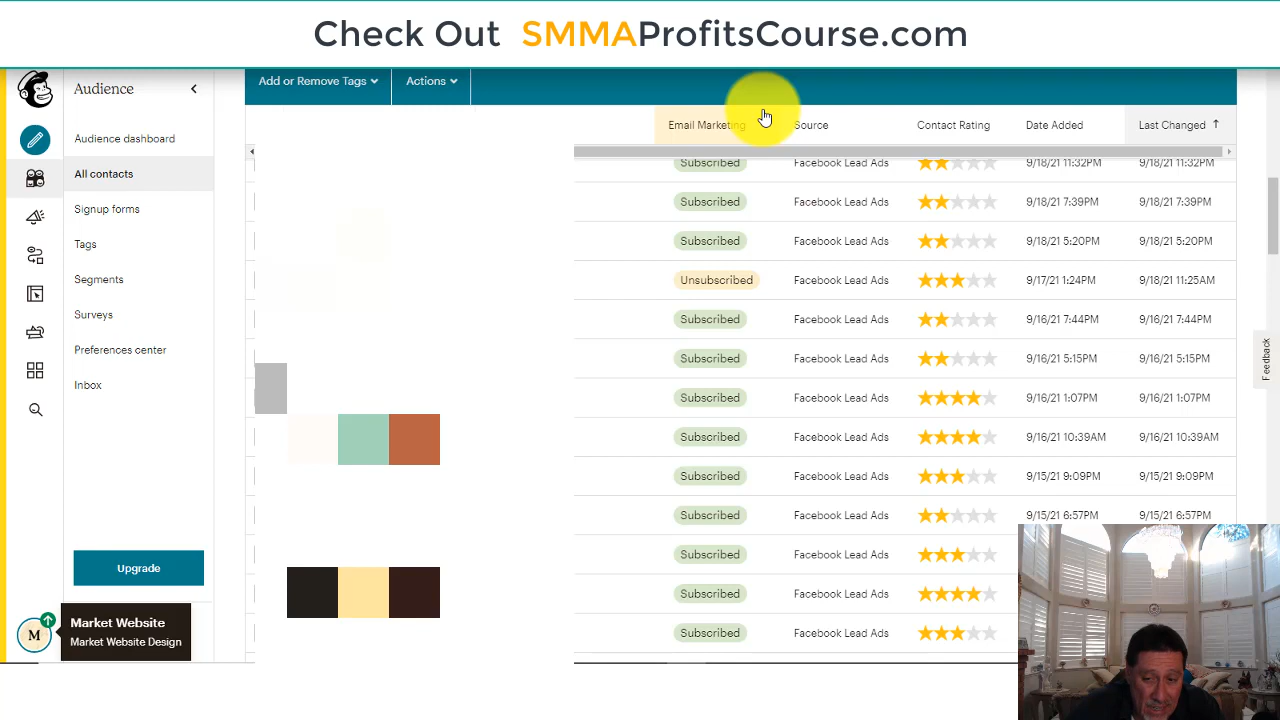 Check Out SMMAProfitsCourse.com
Audience
Add or Remove Tags
Actions
Audience dashboard
All contacts
Signup forms
Tags
Segments
Surveys
Preferences center
Inbox
Upgrade
M
Market Website
Market Website Design
Email Marketing Source Contact Rating Date Added Last Changed
Subscribed Facebook Lead Ads 9/18/21 11:32PM 9/18/21 11:32PM
Subscribed Facebook Lead Ads 9/18/21 7:39PM 9/18/21 7:39PM
Subscribed Facebook Lead Ads 9/18/21 5:20PM 9/18/21 5:20PM
Unsubscribed Facebook Lead Ads 9/17/21 1:24PM 9/18/21 11:25AM
Subscribed Facebook Lead Ads 9/16/21 7:44PM 9/16/21 7:44PM
Subscribed Facebook Lead Ads 9/16/21 5:15PM 9/16/21 5:15PM
Subscribed Facebook Lead Ads 9/16/21 1:07PM 9/16/21 1:07PM
Subscribed Facebook Lead Ads 9/16/21 10:39AM 9/16/21 10:39AM
Subscribed Facebook Lead Ads 9/15/21 9:09PM 9/15/21 9:09PM
Subscribed Facebook Lead Ads 9/15/21 6:57PM 9/15/21 6:57PM
Subscribed Facebook Lead Ads
Subscribed Facebook Lead Ads
Subscribed Facebook Lead Ads
Feedback